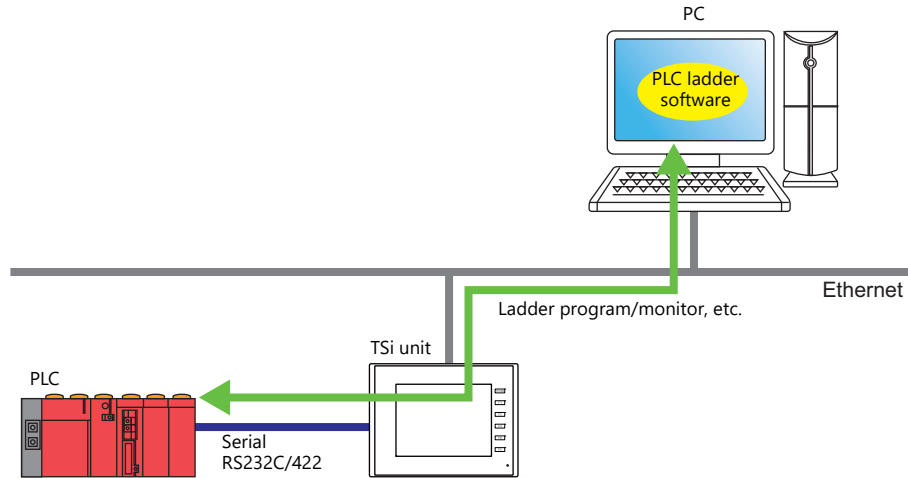 PC
PLC ladder
software
Ethernet
Ladder program/monitor, etc.
TSi unit
PLC
Serial
RS232C/422